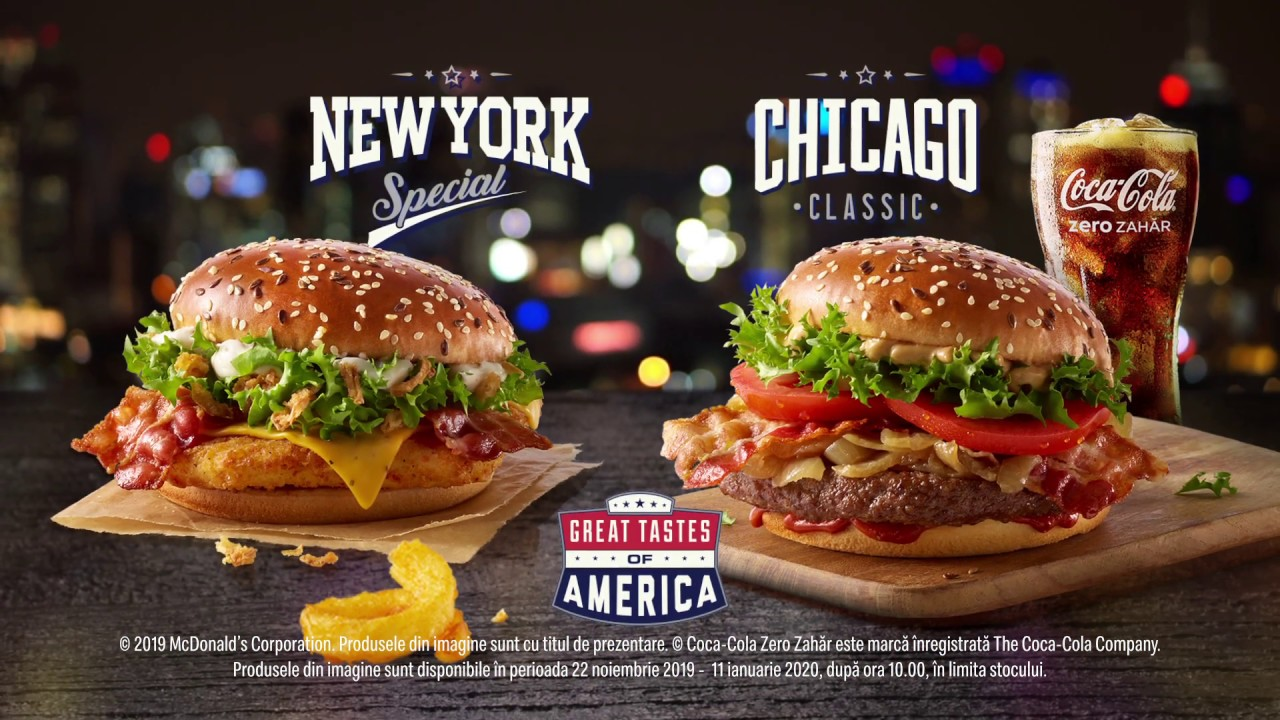 NEW YORK
Special
CHICAGO
•CLASSIC•
Coca-Cola
zero ZAHĂR
GREAT TASTES
OF
AMERICA
© 2019 McDonald's Corporation. Produsele din imagine sunt cu titul de prezentare. © Coca-Cola Zero Zahăr este marcă înregistrată The Coca-Cola Company.
Produsele din imagine sunt disponibile în perioada 22 noiembrie 2019 - 11 ianuarie 2020, după ora 10.00, în limita stocului.